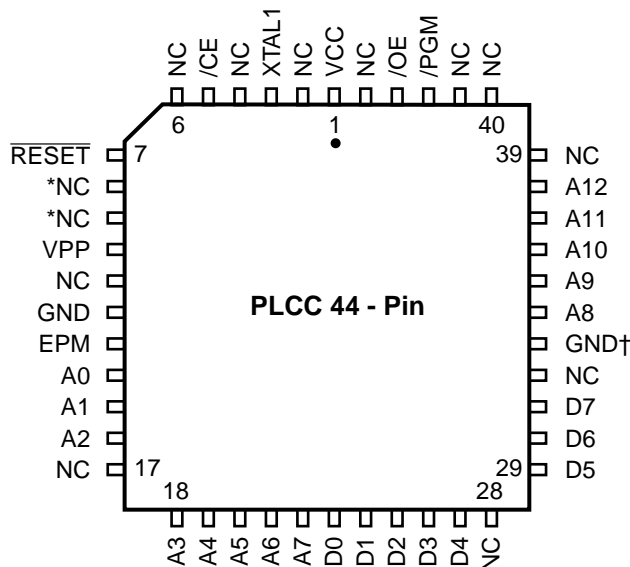 NC /CE NC XTAL1 NC VCC NC /OE /PGM NC NC
6 1 40
RESET 7 39 NC
*NC A12
*NC A11
VPP A10
NC A9
GND PLCC 44 - Pin A8
EPM GND†
A0 NC
A1 D7
A2 D6
NC 17 29 D5
18 28
A3 A4 A5 A6 A7 D0 D1 D2 D3 D4 NC